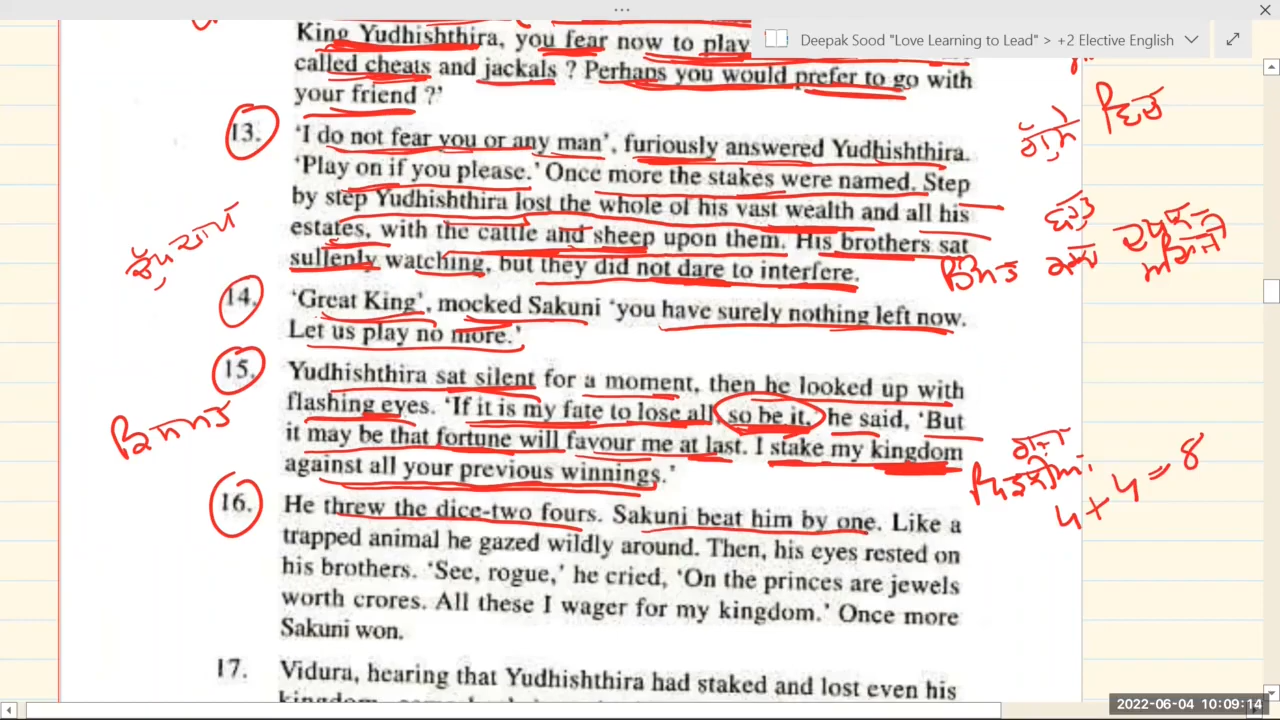 ...
Deepak Sood "Love Learning to Lead" > +2 Elective English
King Yudhishthira, you fear now to play
called cheats and jackals ? Perhaps you would prefer to go with
your friend ?'
13. 'I do not fear you or any man', furiously answered Yudhishthira.
'Play on if you please.' Once more the stakes were named. Step
by step Yudhishthira lost the whole of his vast wealth and all his
estates, with the cattle and sheep upon them. His brothers sat
sullenly watching, but they did not dare to interfere.
14. 'Great King', mocked Sakuni 'you have surely nothing left now.
Let us play no more.'
15. Yudhishthira sat silent for a moment, then he looked up with
flashing eyes. 'If it is my fate to lose all, so be it, he said, 'But
it may be that fortune will favour me at last. I stake my kingdom
against all your previous winnings.'
16. He threw the dice-two fours. Sakuni beat him by one. Like a
trapped animal he gazed wildly around. Then, his eyes rested on
his brothers. 'See, rogue,' he cried, 'On the princes are jewels
worth crores. All these I wager for my kingdom.' Once more
Sakuni won.
17. Vidura, hearing that Yudhishthira had staked and lost even his
4+4=8
2022-06-04 10:09:14